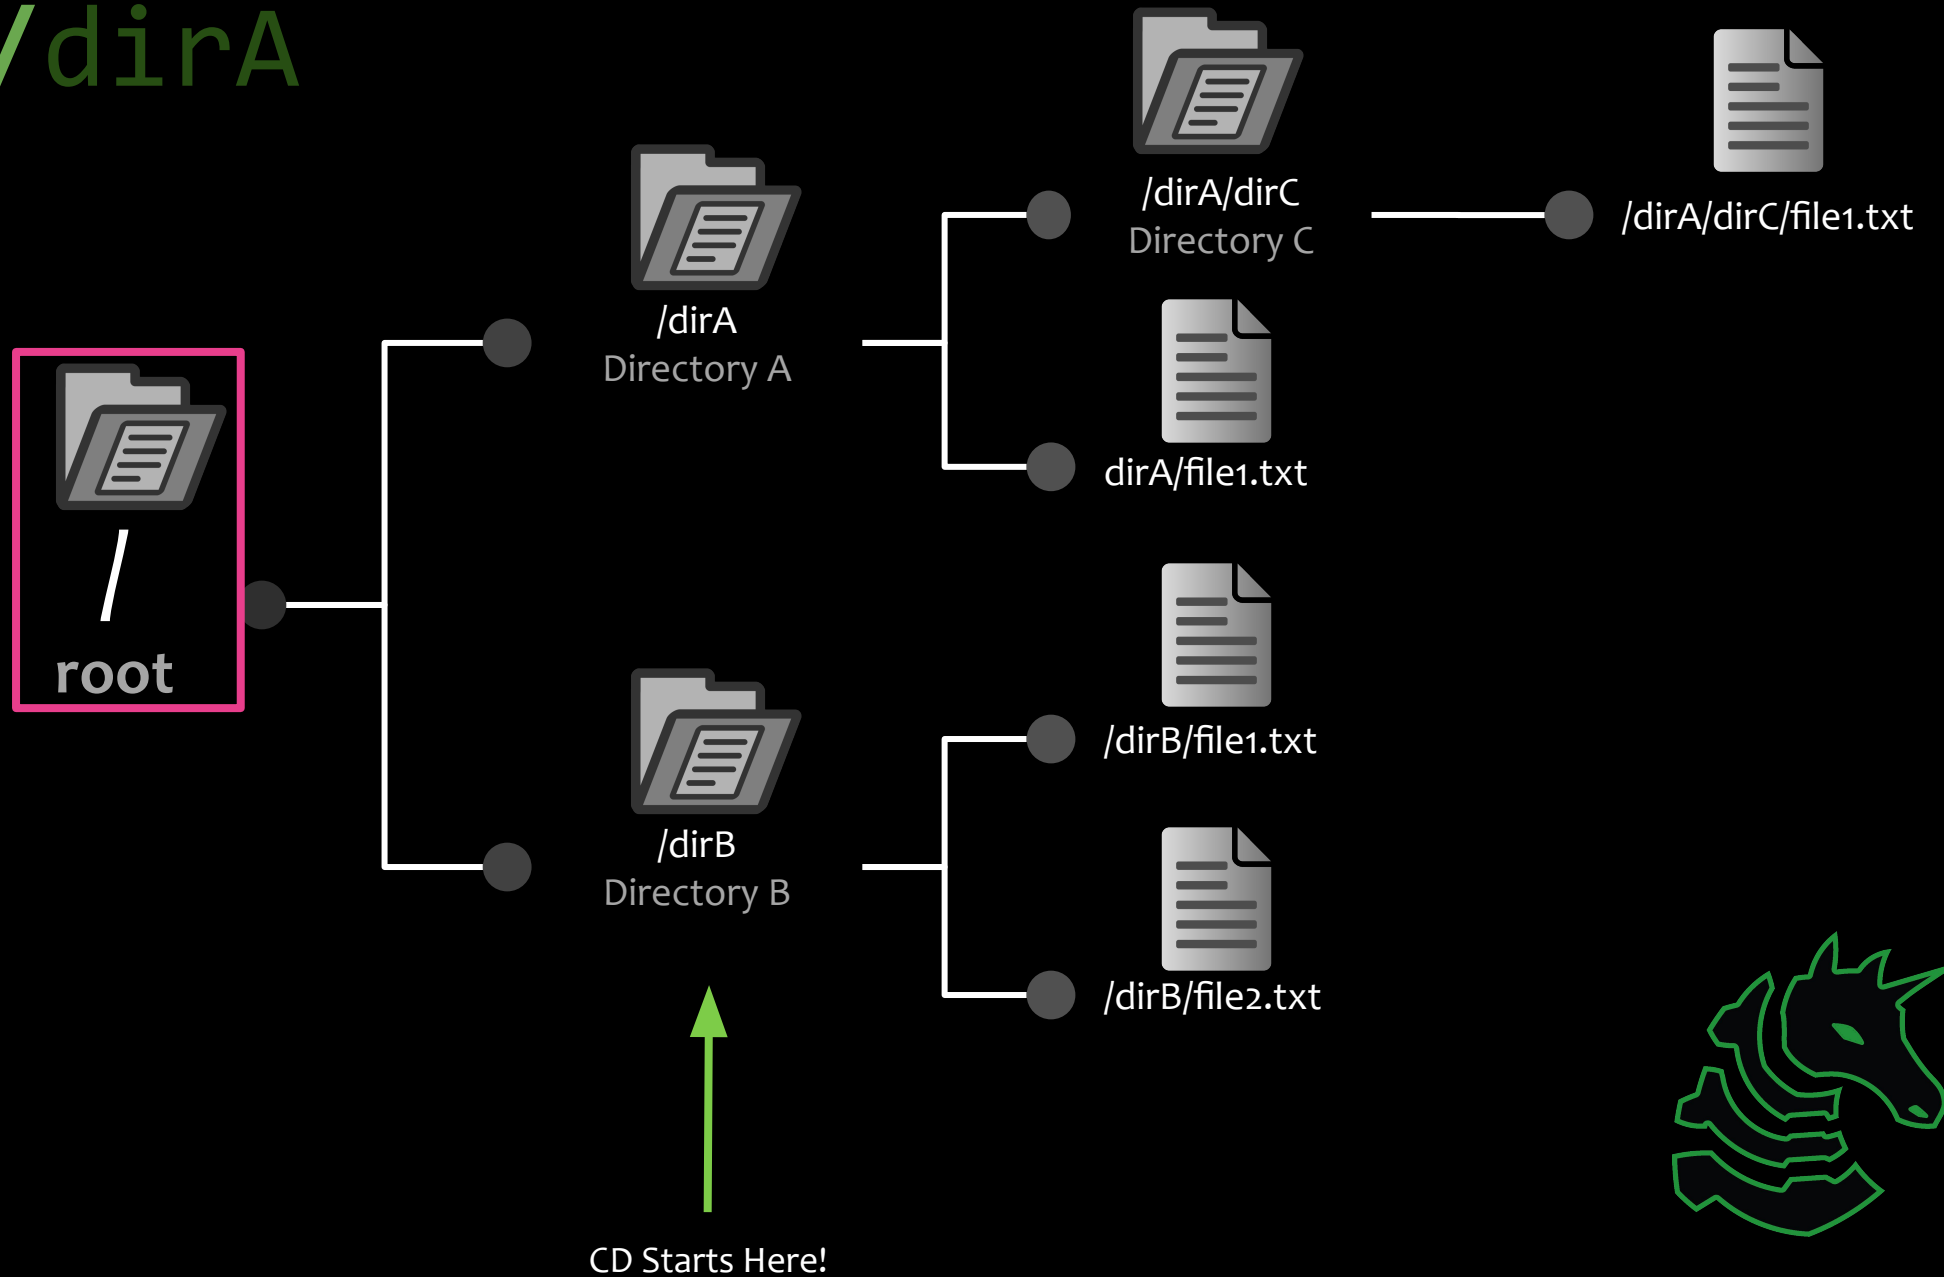 /dirA
/
root
/dirA
Directory A
/dirB
Directory B
/dirA/dirC
Directory C
dirA/file1.txt
/dirB/file1.txt
/dirB/file2.txt
/dirA/dirC/file1.txt
CD Starts Here!